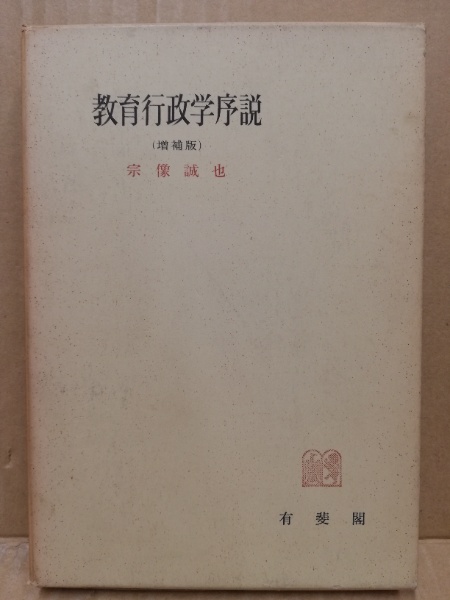 教育行政学序説
(増補版)
宗像誠也
有斐閣